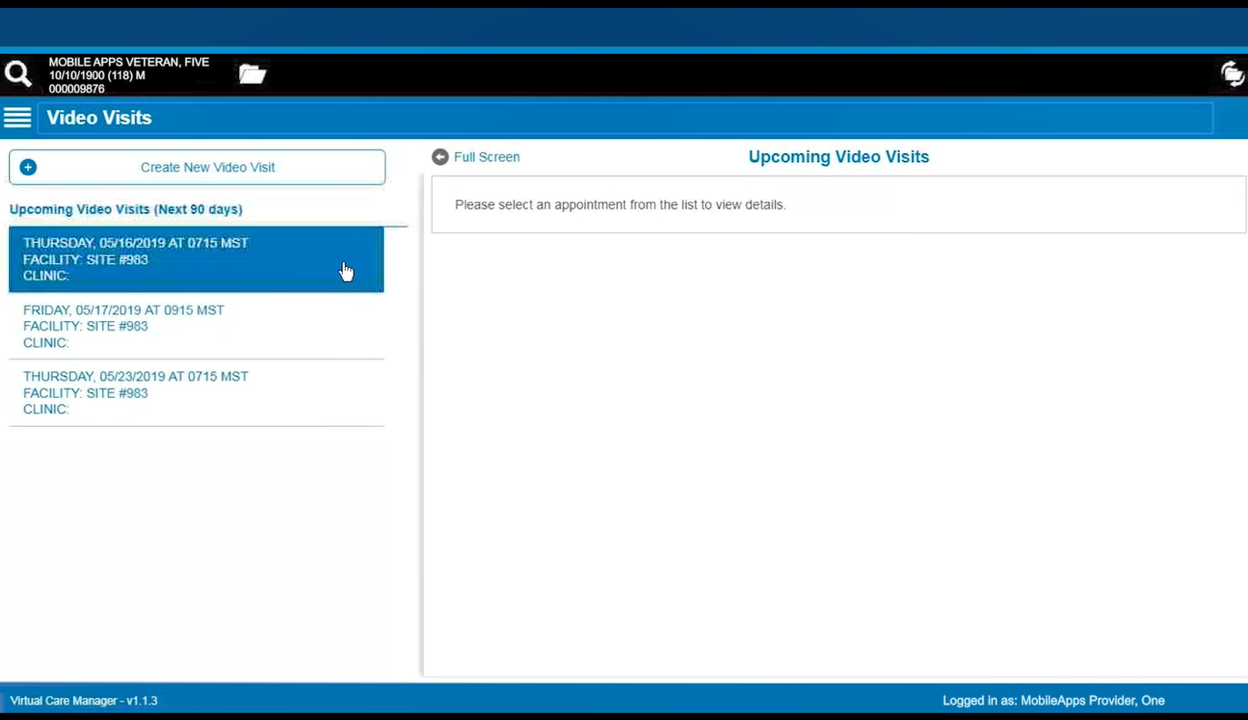 MOBILE APPS VETERAN, FIVE
10/10/1900 (118) M
000009876
Video Visits
Create New Video Visit
Upcoming Video Visits (Next 90 days)
THURSDAY, 05/16/2019 AT 0715 MST
FACILITY: SITE #983
CLINIC:
FRIDAY, 05/17/2019 AT 0915 MST
FACILITY: SITE #983
CLINIC:
THURSDAY, 05/23/2019 AT 0715 MST
FACILITY: SITE #983
CLINIC:
Full Screen
Upcoming Video Visits
Please select an appointment from the list to view details.
Virtual Care Manager - v1.1.3
Logged in as: MobileApps Provider, One